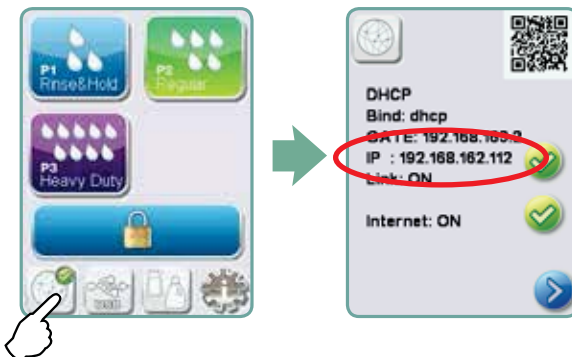 P1
Rinse&Hold
P2
Regular
P3
Heavy Duty
DHCP
Bind: dhcp
GATE:
IP : 192.168.162.112
Link: ON
Internet: ON